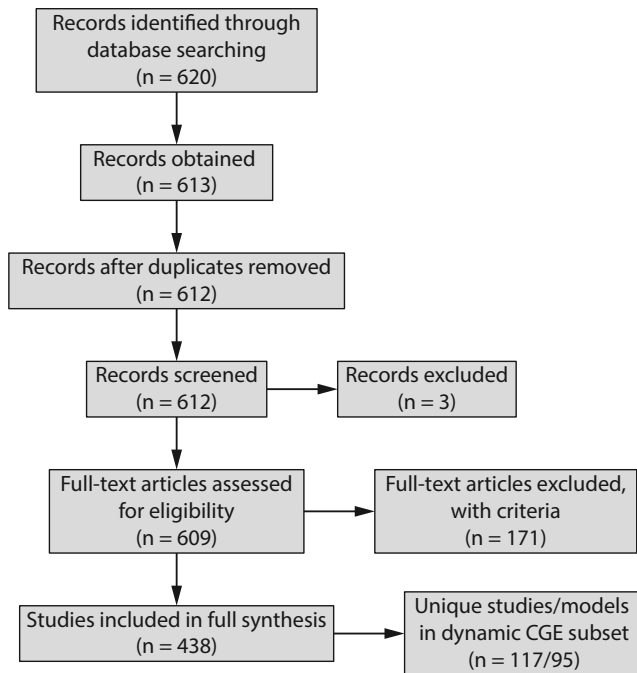 Records identified through
database searching
(n = 620)
Records obtained
(n = 613)
Records after duplicates removed
(n = 612)
Records screened
(n = 612)
Records excluded
(n = 3)
Full-text articles assessed
for eligibility
(n = 609)
Full-text articles excluded,
with criteria
(n = 171)
Studies included in full synthesis
(n = 438)
Unique studies/models
in dynamic CGE subset
(n = 117/95)